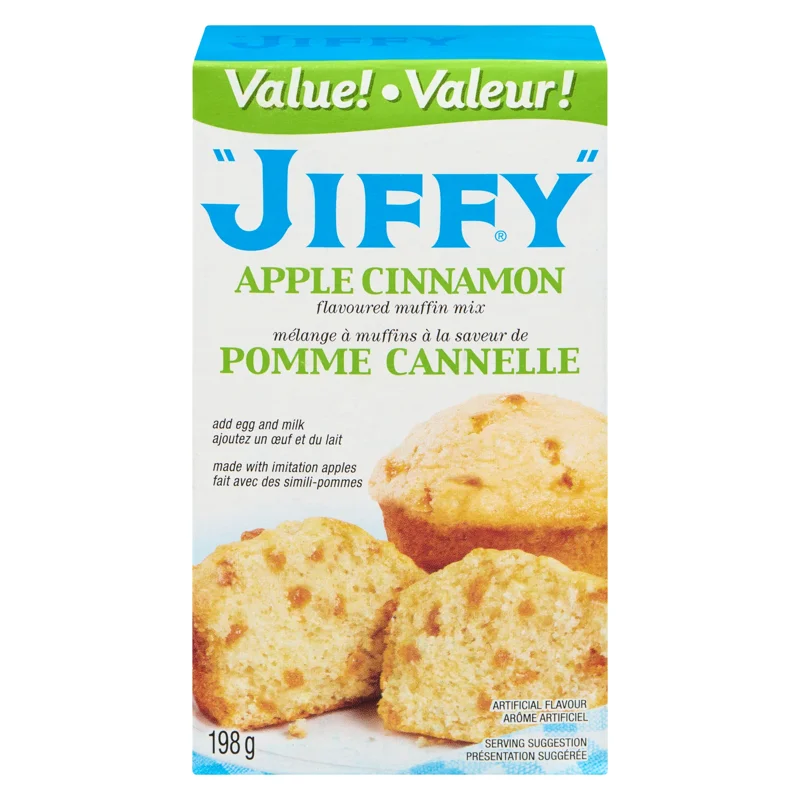 "JIFFY"
Value! • Valeur!
"JIFFY"®
APPLE CINNAMON
flavoured muffin mix
mélange à muffins à la saveur de
POMME CANNELLE
add egg and milk
ajoutez un œuf et du lait
made with imitation apples
fait avec des simili-pommes
ARTIFICIAL FLAVOUR
ARÔME ARTIFICIEL
198 g
SERVING SUGGESTION
PRÉSENTATION SUGGÉRÉE